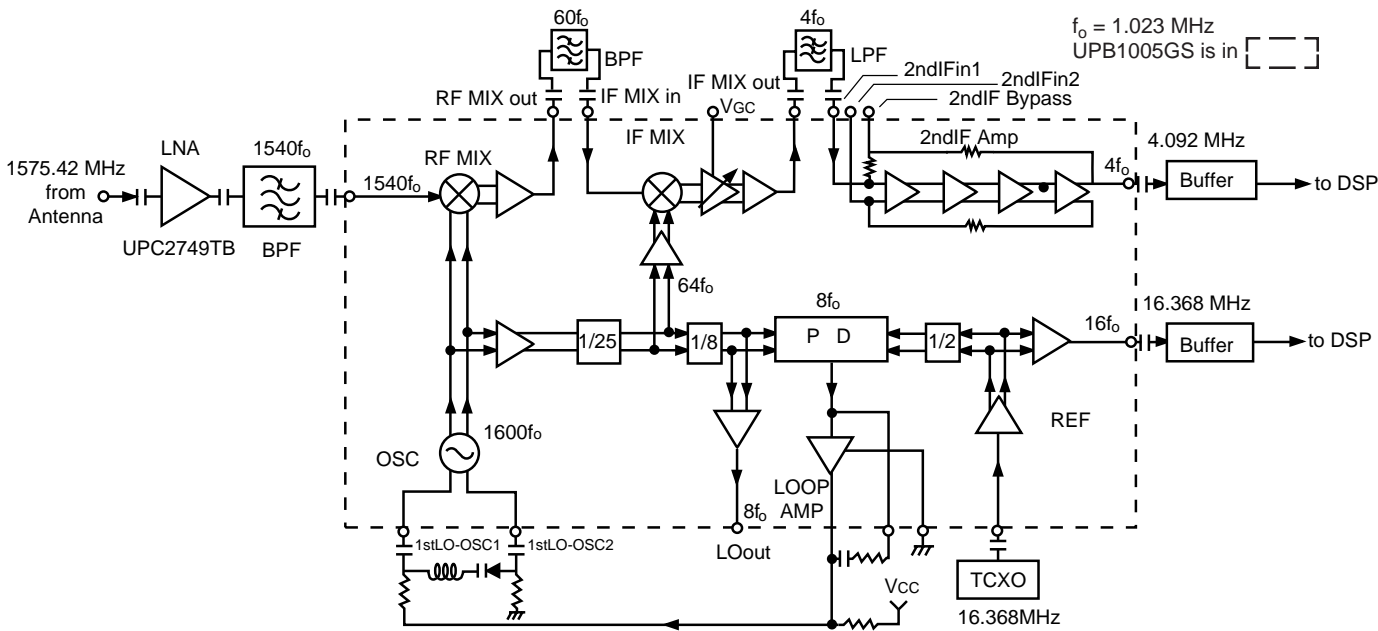 60fo
4fo
fo = 1.023 MHz
UPB1005GS is in
BPF
LPF
2ndIFin1
2ndIFin2
2ndIF Bypass
RF MIX out
IF MIX in
IF MIX out
VGC
IF MIX
2ndIF Amp
LNA
1540fo
RF MIX
1575.42 MHz
from
Antenna
1540fo
4fo
4.092 MHz
Buffer
to DSP
UPC2749TB
BPF
64fo
8fo
16.368 MHz
1/25
1/8
P D
1/2
16fo
Buffer
to DSP
REF
1600fo
OSC
LOOP
AMP
8fo
LOout
1stLO-OSC1
1stLO-OSC2
VCC
TCXO
16.368MHz